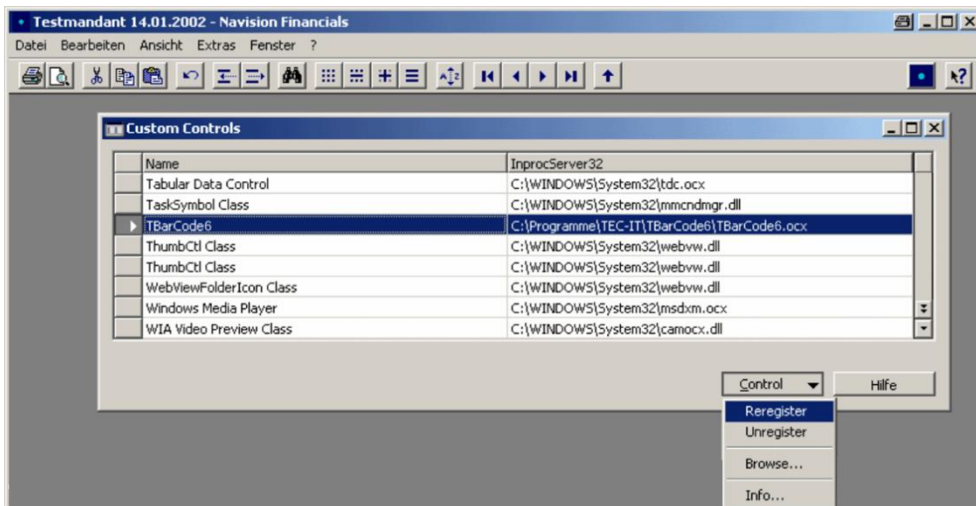 Testmandant 14.01.2002 - Navision Financials
Datei Bearbeiten Ansicht Extras Fenster ?
Custom Controls
Name InprocServer32
Tabular Data Control C:\WINDOWS\System32\tdc.ocx
TaskSymbol Class C:\WINDOWS\System32\mmcndmgr.dll
TBarCode6 C:\Programme\TEC-IT\TBarCode6\TBarCode6.ocx
ThumbCtl Class C:\WINDOWS\System32\webvw.dll
ThumbCtl Class C:\WINDOWS\System32\webvw.dll
WebViewFolderIcon Class C:\WINDOWS\System32\webvw.dll
Windows Media Player C:\WINDOWS\System32\msdxm.ocx
WIA Video Preview Class C:\WINDOWS\System32\camocx.dll
Control Hilfe
Reregister
Unregister
Browse...
Info...